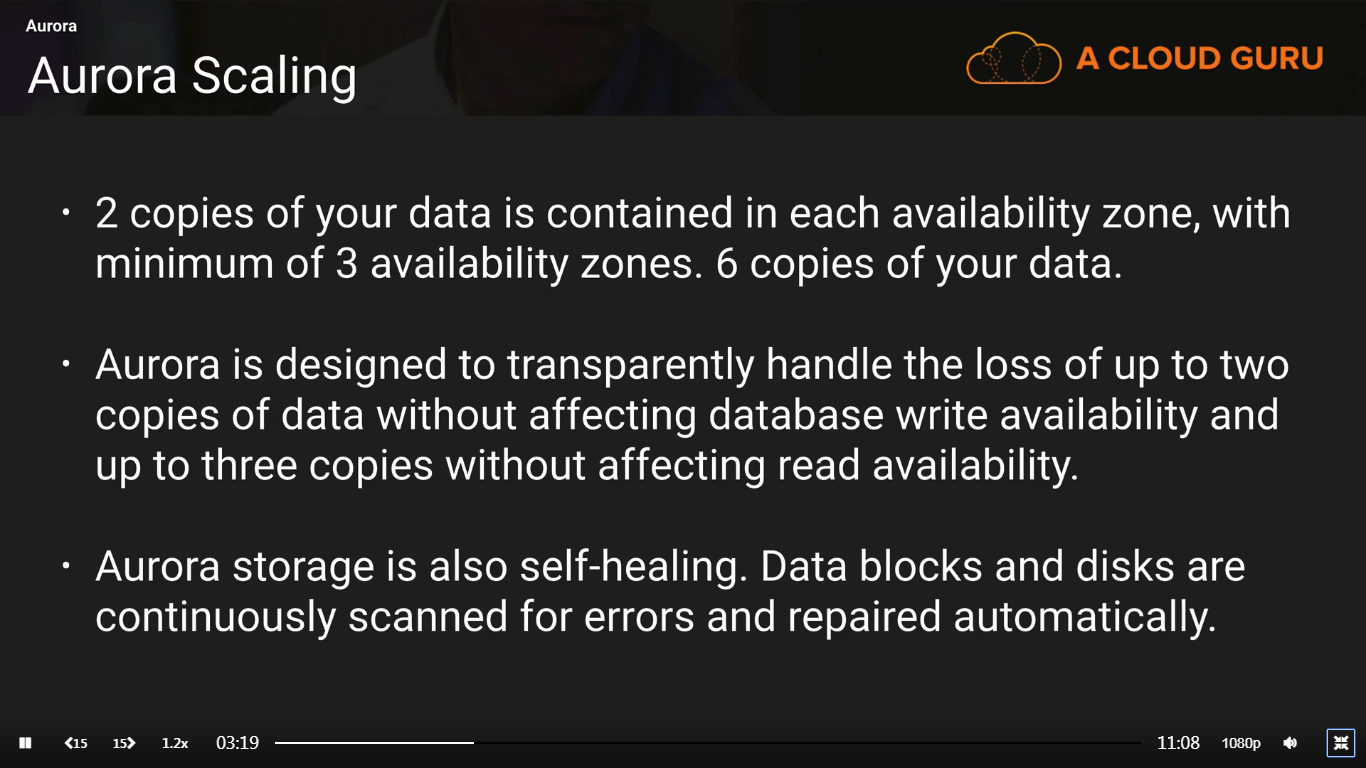 Aurora
Aurora Scaling
A CLOUD GURU
• 2 copies of your data is contained in each availability zone, with
minimum of 3 availability zones. 6 copies of your data.
• Aurora is designed to transparently handle the loss of up to two
copies of data without affecting database write availability and
up to three copies without affecting read availability.
• Aurora storage is also self-healing. Data blocks and disks are
continuously scanned for errors and repaired automatically.
15 15 1.2x 03:19 11:08 1080p